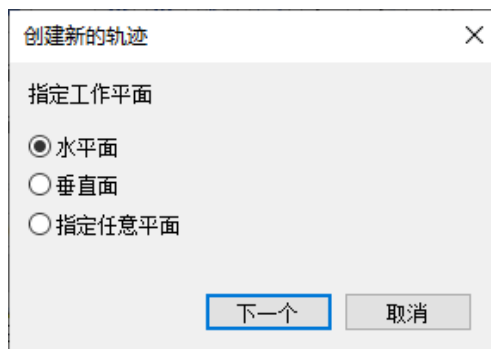 创建新的轨迹
指定工作平面
水平面
垂直面
指定任意平面
下一个 取消